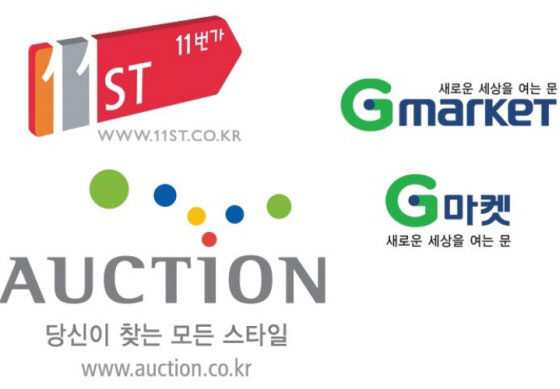 11번가
11ST
WWW.11ST.CO.KR
새로운 세상을 여는 문
Gmarket
G마켓
새로운 세상을 여는 문
AUCTION
당신이 찾는 모든 스타일
www.auction.co.kr